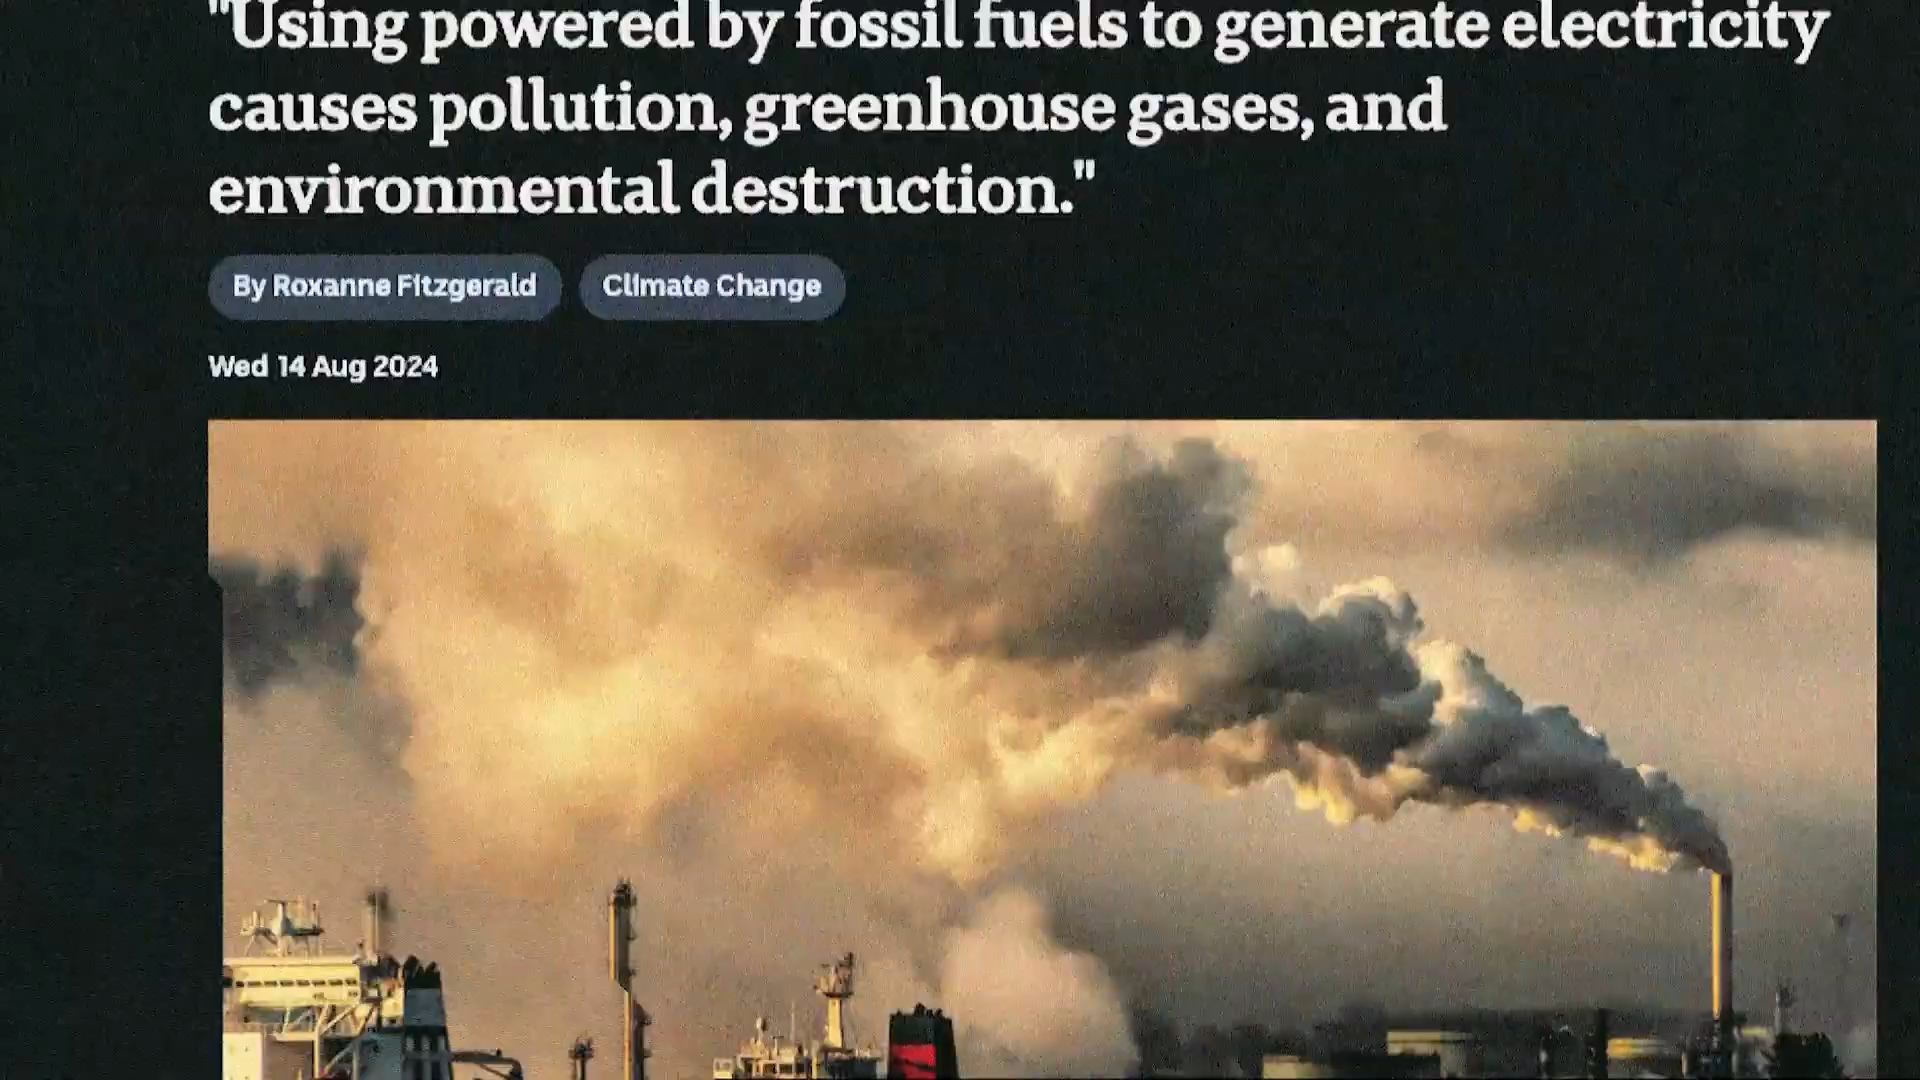 "Using powered by fossil fuels to generate electricity
causes pollution, greenhouse gases, and
environmental destruction."
By Roxanne Fitzgerald
Climate Change
Wed 14 Aug 2024